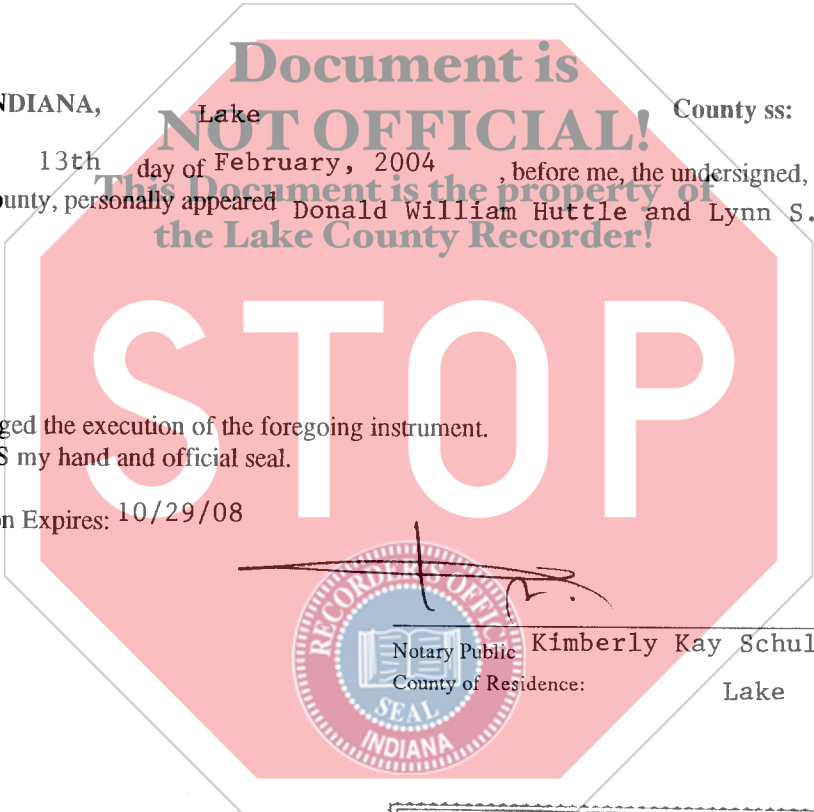 Document is
NDIANA, Lake County ss:
NOT OFFICIAL!
13th day of February, 2004 , before me, the undersigned,
This Document is the property of
ounty, personally appeared Donald William Huttle and Lynn S.
the Lake County Recorder!
STOP
ged the execution of the foregoing instrument.
S my hand and official seal.
n Expires: 10/29/08
RECORDER'S OFFIC
Notary Public Kimberly Kay Schul
County of Residence: Lake
SEAL
INDIANA